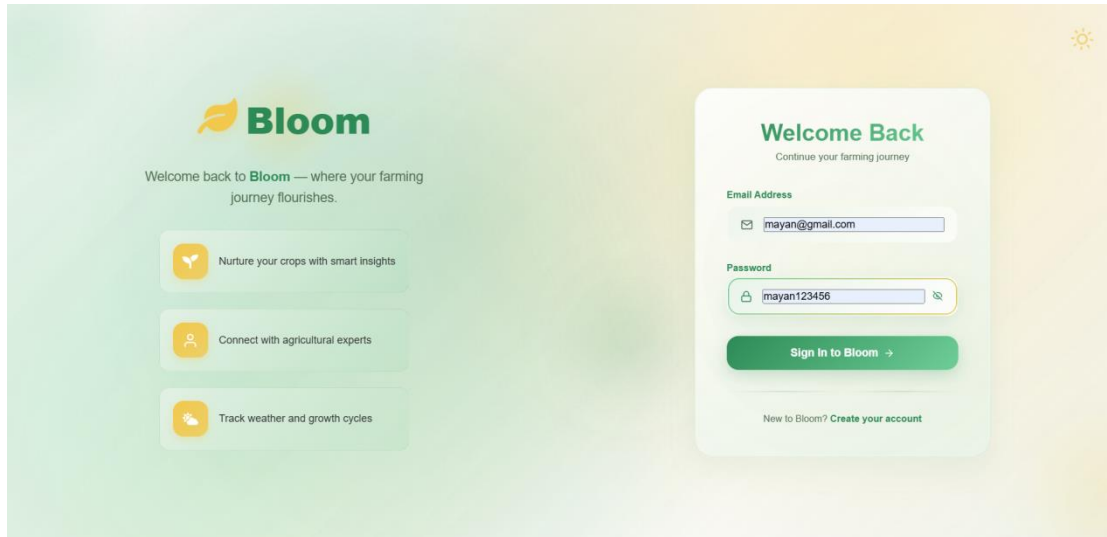 Bloom
Welcome back to Bloom — where your farming
journey flourishes.
Nurture your crops with smart insights
Connect with agricultural experts
Track weather and growth cycles
Welcome Back
Continue your farming journey
Email Address
mayan@gmail.com
Password
mayan123456
Sign In to Bloom →
New to Bloom? Create your account